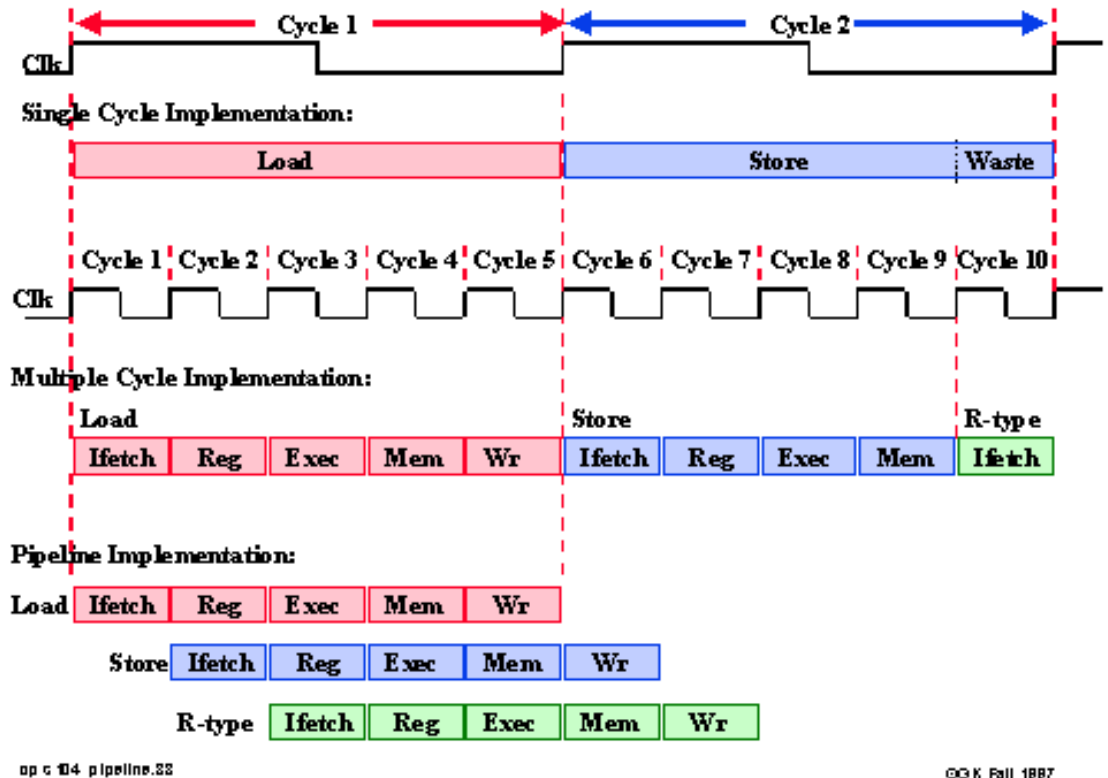 Cycle 1 Cycle 2
Clk
Single Cycle Implementation:
Load Store Waste
Cycle 1 Cycle 2 Cycle 3 Cycle 4 Cycle 5 Cycle 6 Cycle 7 Cycle 8 Cycle 9 Cycle 10
Clk
Multiple Cycle Implementation:
Load Store R-type
Ifetch Reg Exec Mem Wr Ifetch Reg Exec Mem Ifetch
Pipeline Implementation:
Load Ifetch Reg Exec Mem Wr
Store Ifetch Reg Exec Mem Wr
R-type Ifetch Reg Exec Mem Wr
pipeline.33 Fall 1997